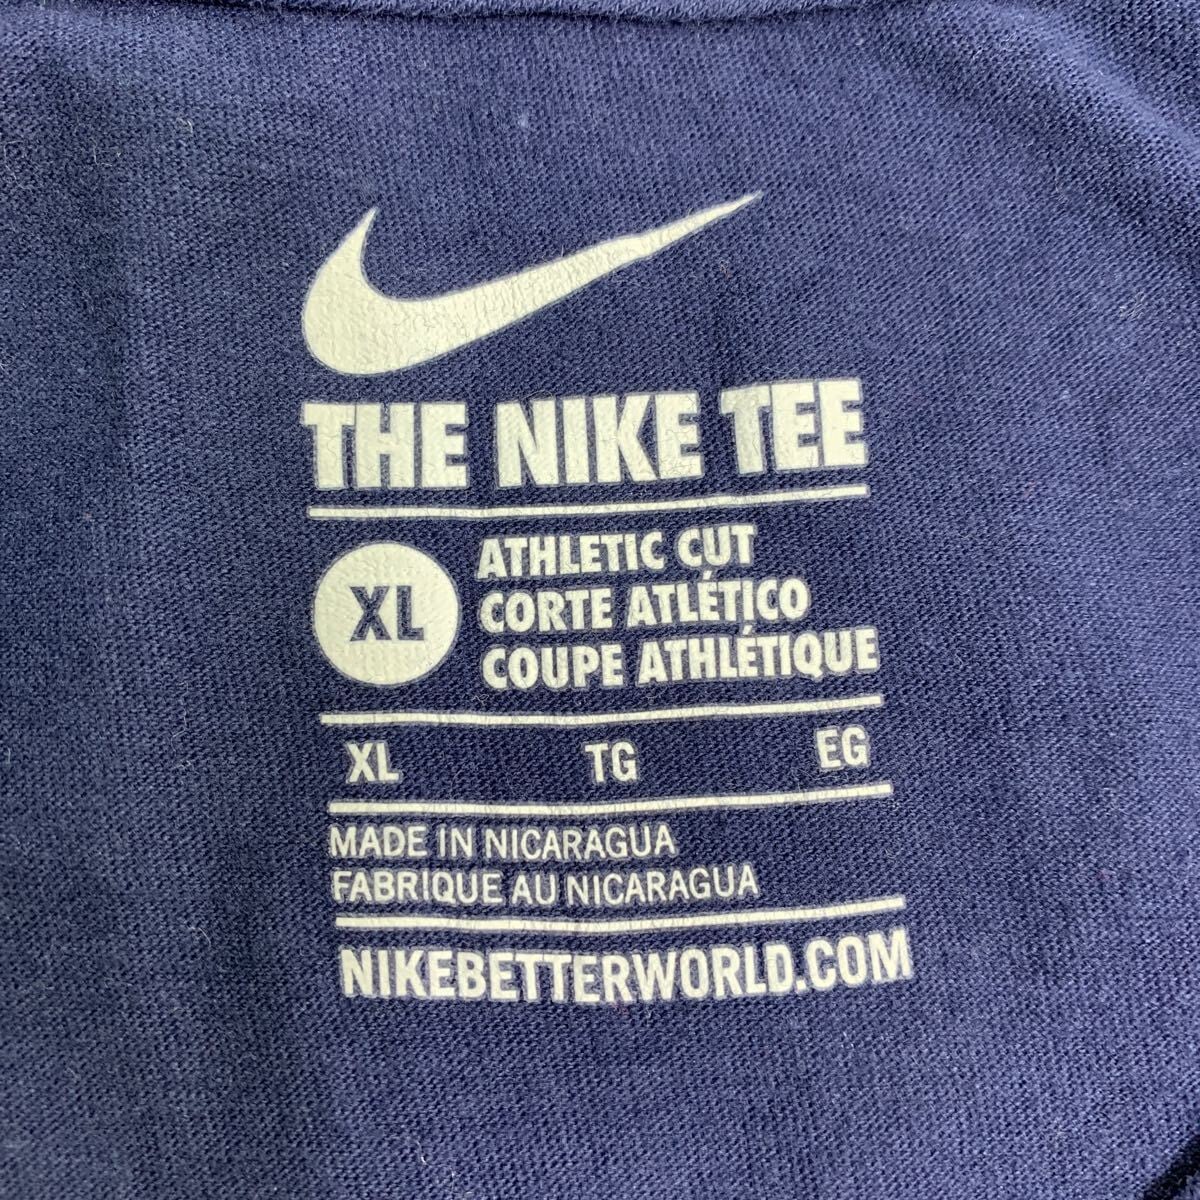 THE NIKE TEE
XL
ATHLETIC CUT
CORTE ATLÉTICO
COUPE ATHLÉTIQUE
XL TG EG
MADE IN NICARAGUA
FABRIQUE AU NICARAGUA
NIKEBETTERWORLD.COM